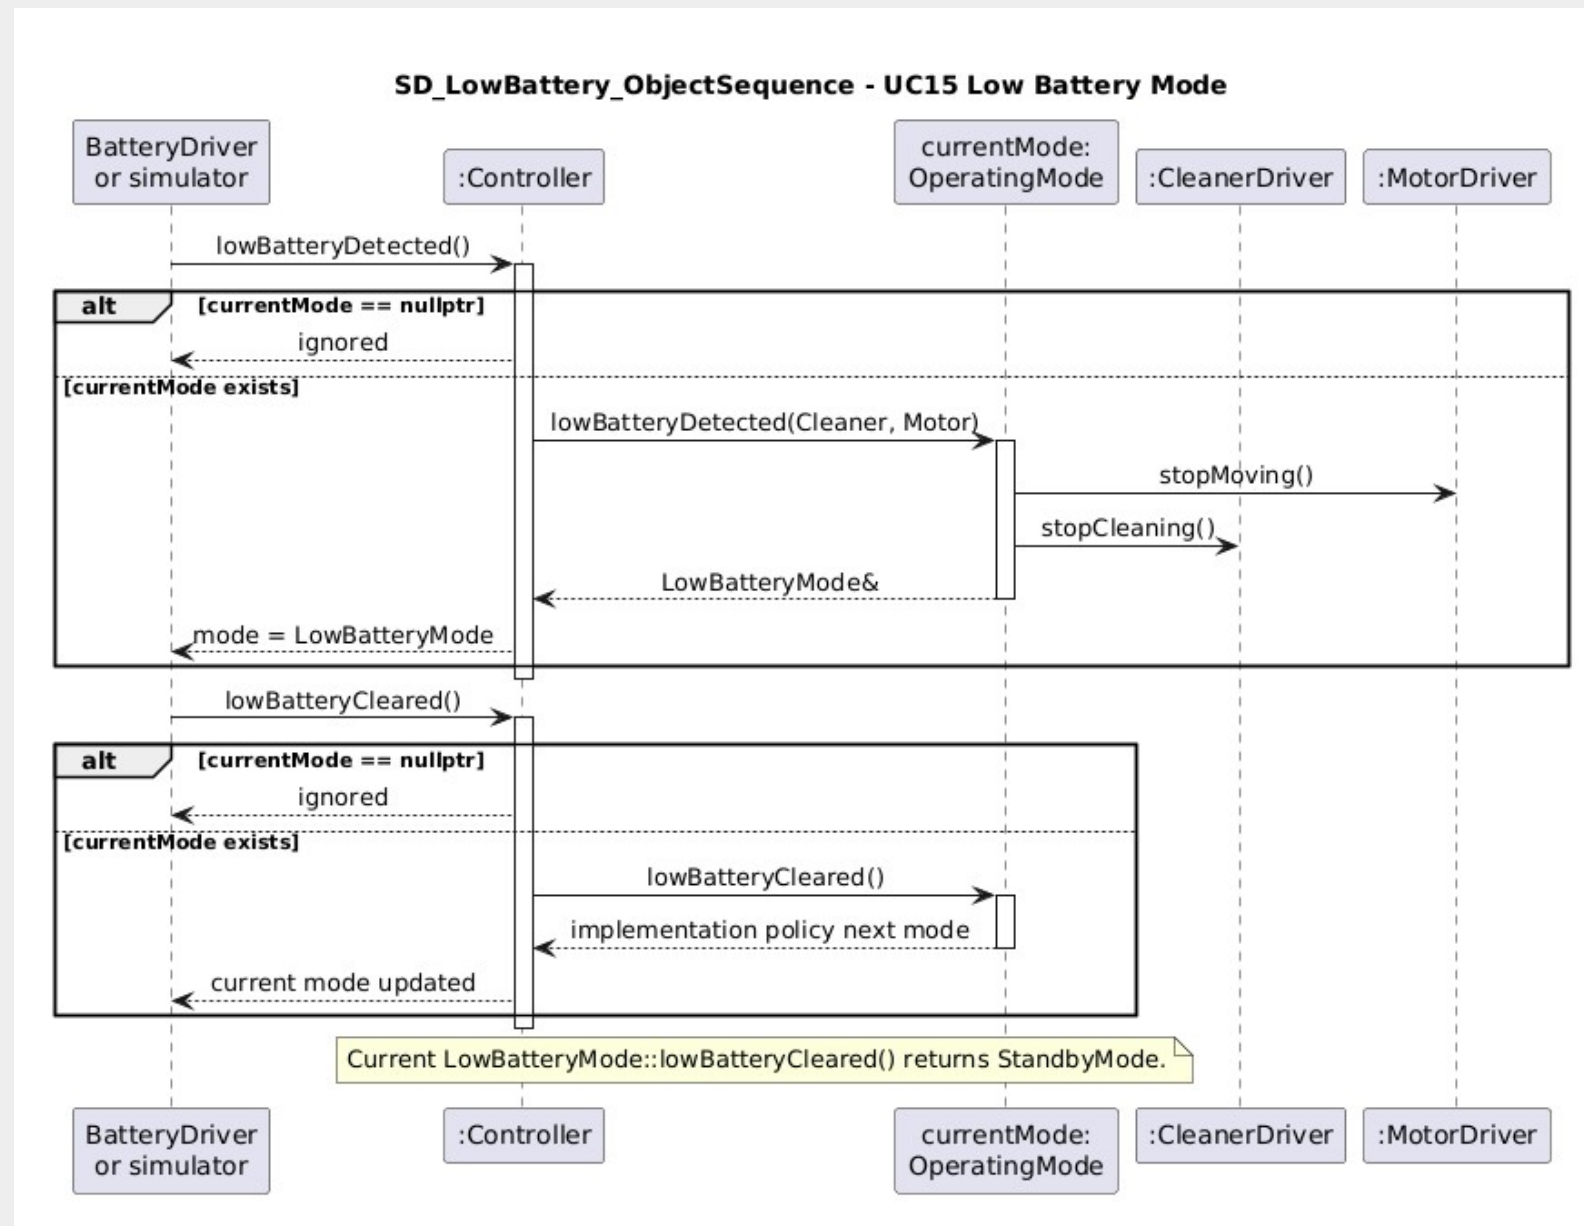 SD_LowBattery_ObjectSequence - UC15 Low Battery Mode
BatteryDriver
or simulator
:Controller
currentMode:
OperatingMode
:CleanerDriver
:MotorDriver
lowBatteryDetected()
alt
[currentMode == nullptr]
ignored
[currentMode exists]
lowBatteryDetected(Cleaner, Motor)
stopMoving()
stopCleaning()
LowBatteryMode&
mode = LowBatteryMode
lowBatteryCleared()
alt
[currentMode == nullptr]
ignored
[currentMode exists]
lowBatteryCleared()
implementation policy next mode
current mode updated
Current LowBatteryMode::lowBatteryCleared() returns StandbyMode.
BatteryDriver
or simulator
:Controller
currentMode:
OperatingMode
:CleanerDriver
:MotorDriver